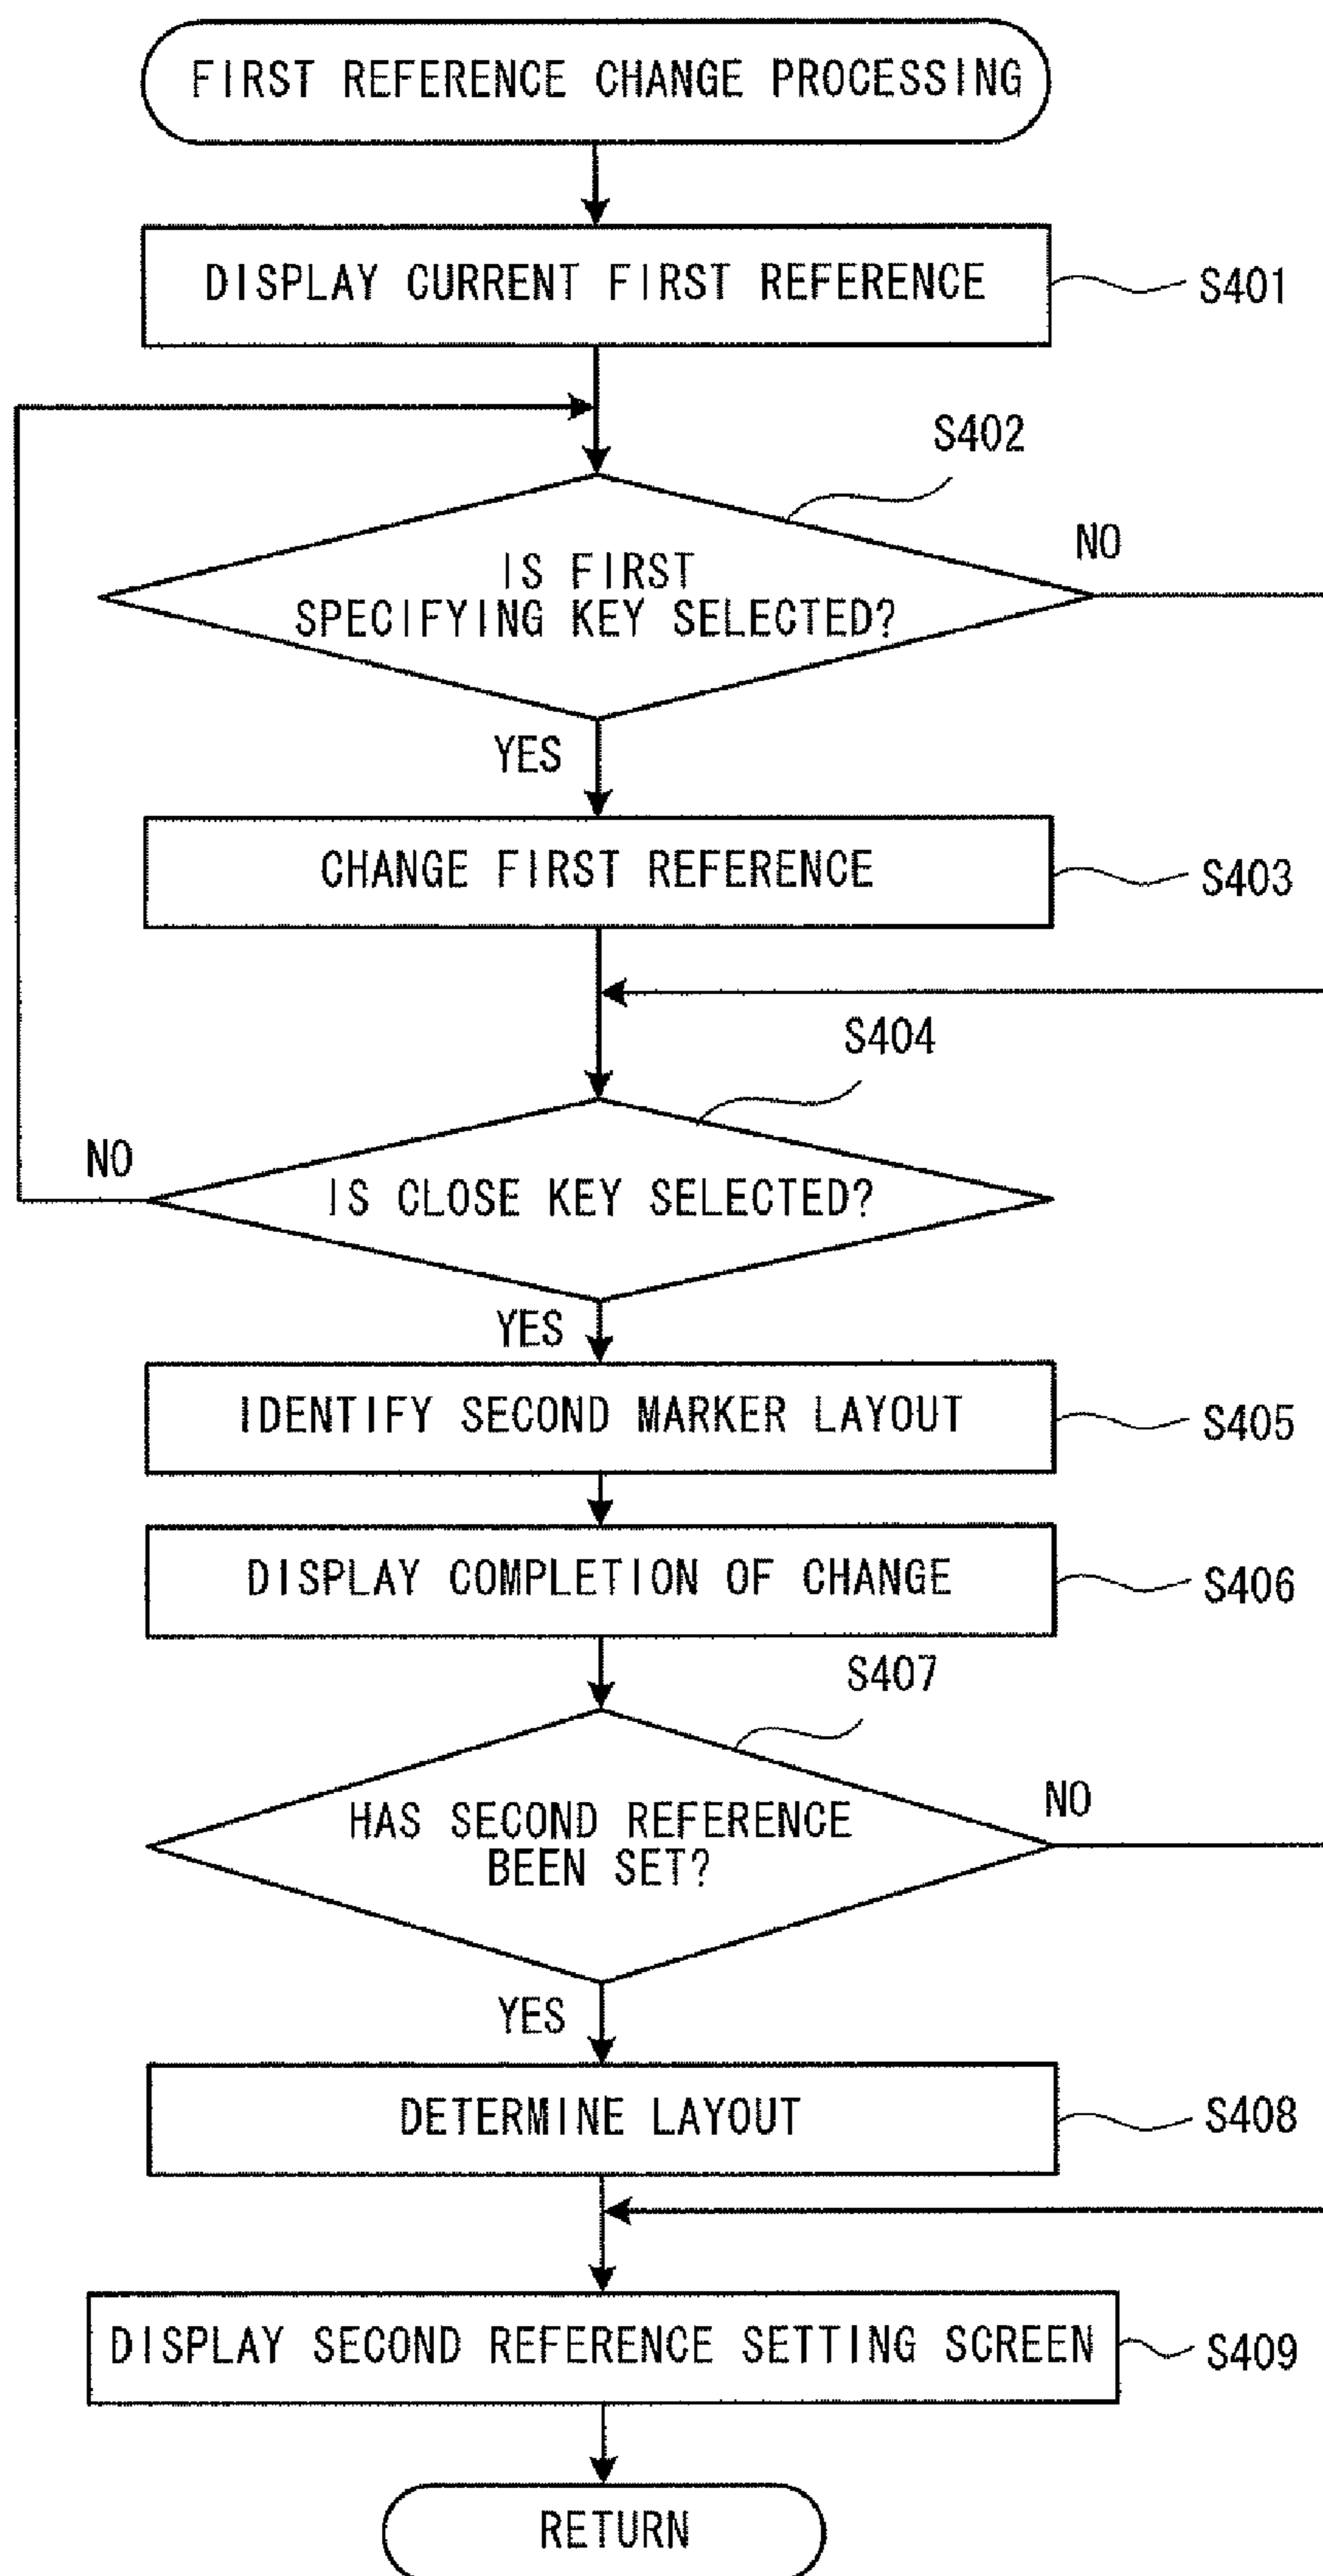 FIRST REFERENCE CHANGE PROCESSING
DISPLAY CURRENT FIRST REFERENCE
S401
S402
NO
IS FIRST
SPECIFYING KEY SELECTED?
YES
CHANGE FIRST REFERENCE
S403
S404
NO
IS CLOSE KEY SELECTED?
YES
IDENTIFY SECOND MARKER LAYOUT
S405
DISPLAY COMPLETION OF CHANGE
S406
S407
NO
HAS SECOND REFERENCE
BEEN SET?
YES
DETERMINE LAYOUT
S408
DISPLAY SECOND REFERENCE SETTING SCREEN
S409
RETURN